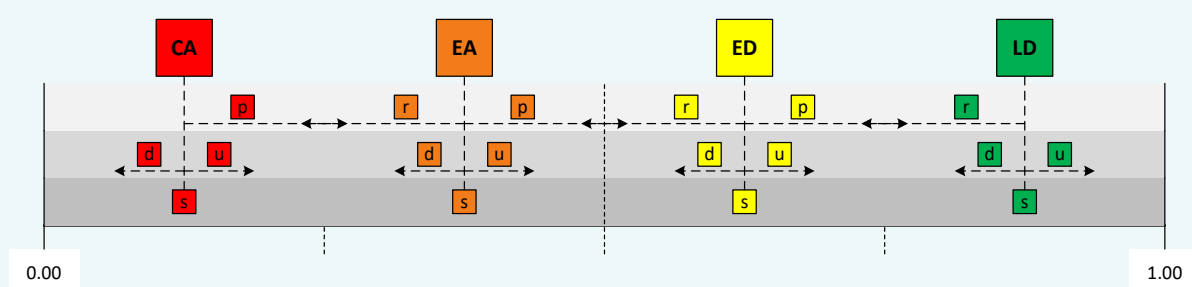 CA EA ED LD
p r p r p r
d u d u d u d u
s s s s
0.00 1.00